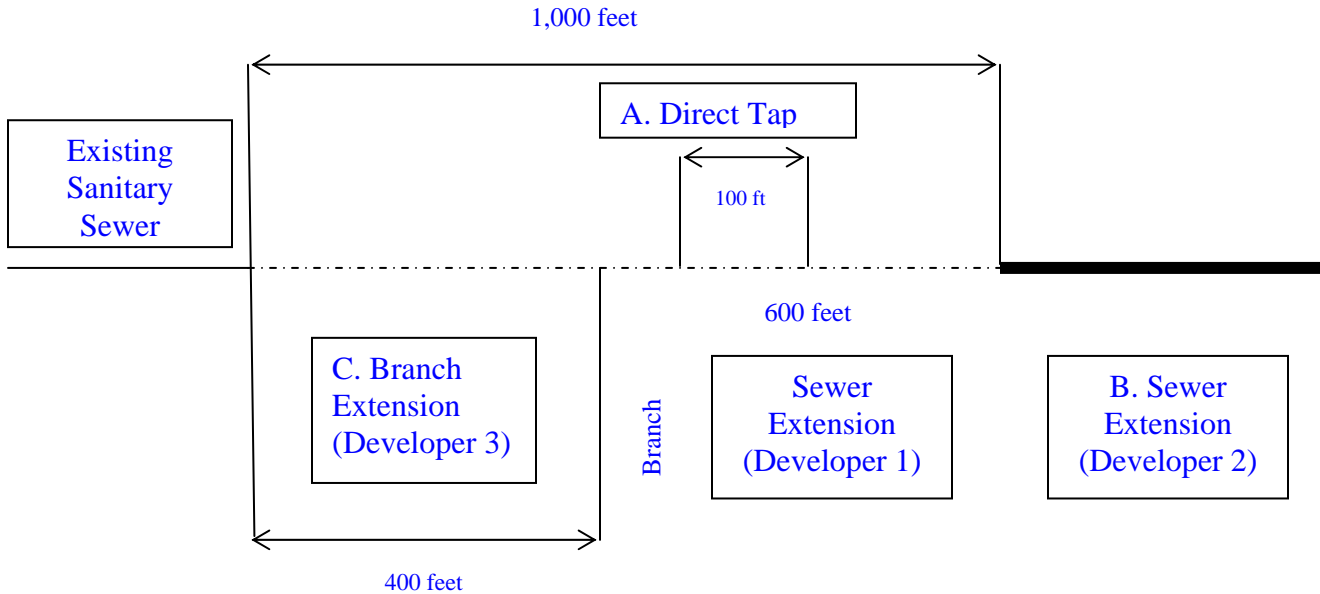 1,000 feet
A. Direct Tap
Existing
Sanitary
Sewer
100 ft
600 feet
C. Branch
Extension
(Developer 3)
Branch
Sewer
Extension
(Developer 1)
B. Sewer
Extension
(Developer 2)
400 feet